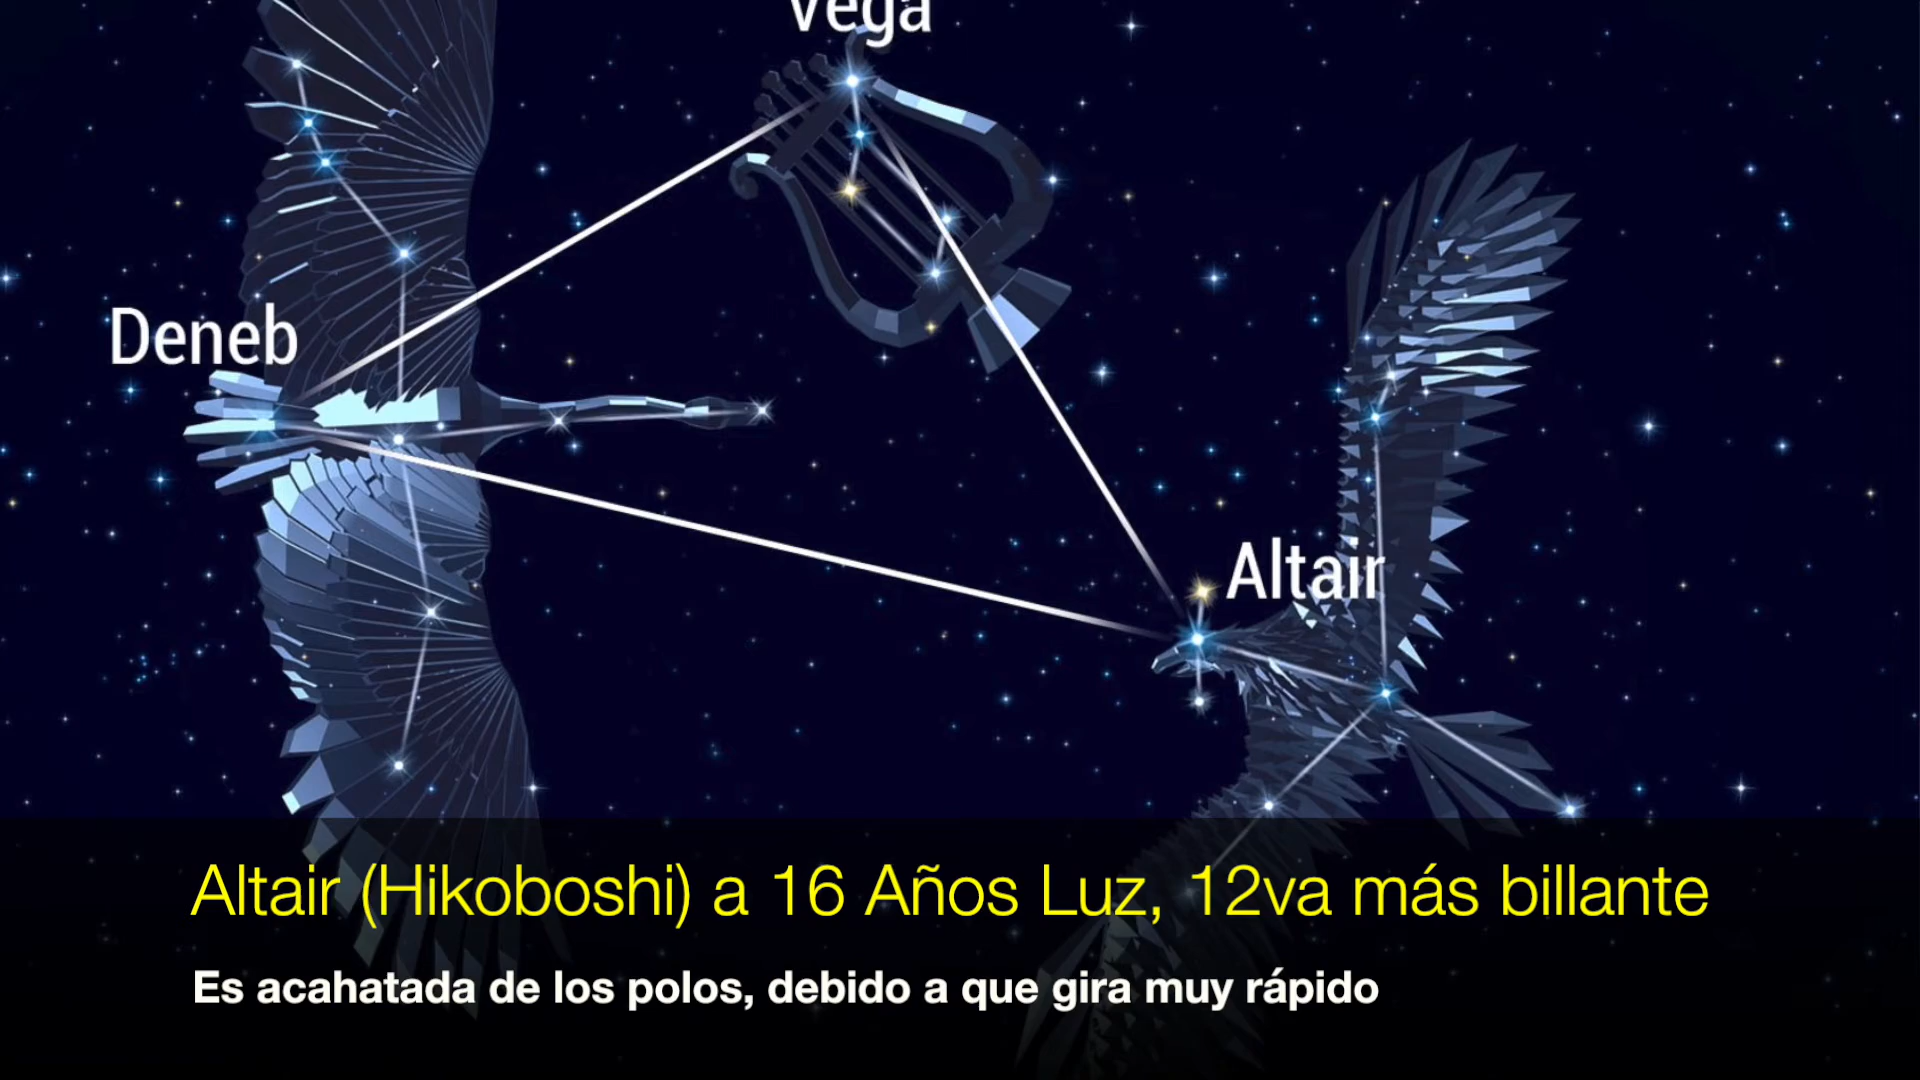 Vega
Deneb
Altair
Altair (Hikoboshi) a 16 Años Luz, 12va más billante
Es acahatada de los polos, debido a que gira muy rápido